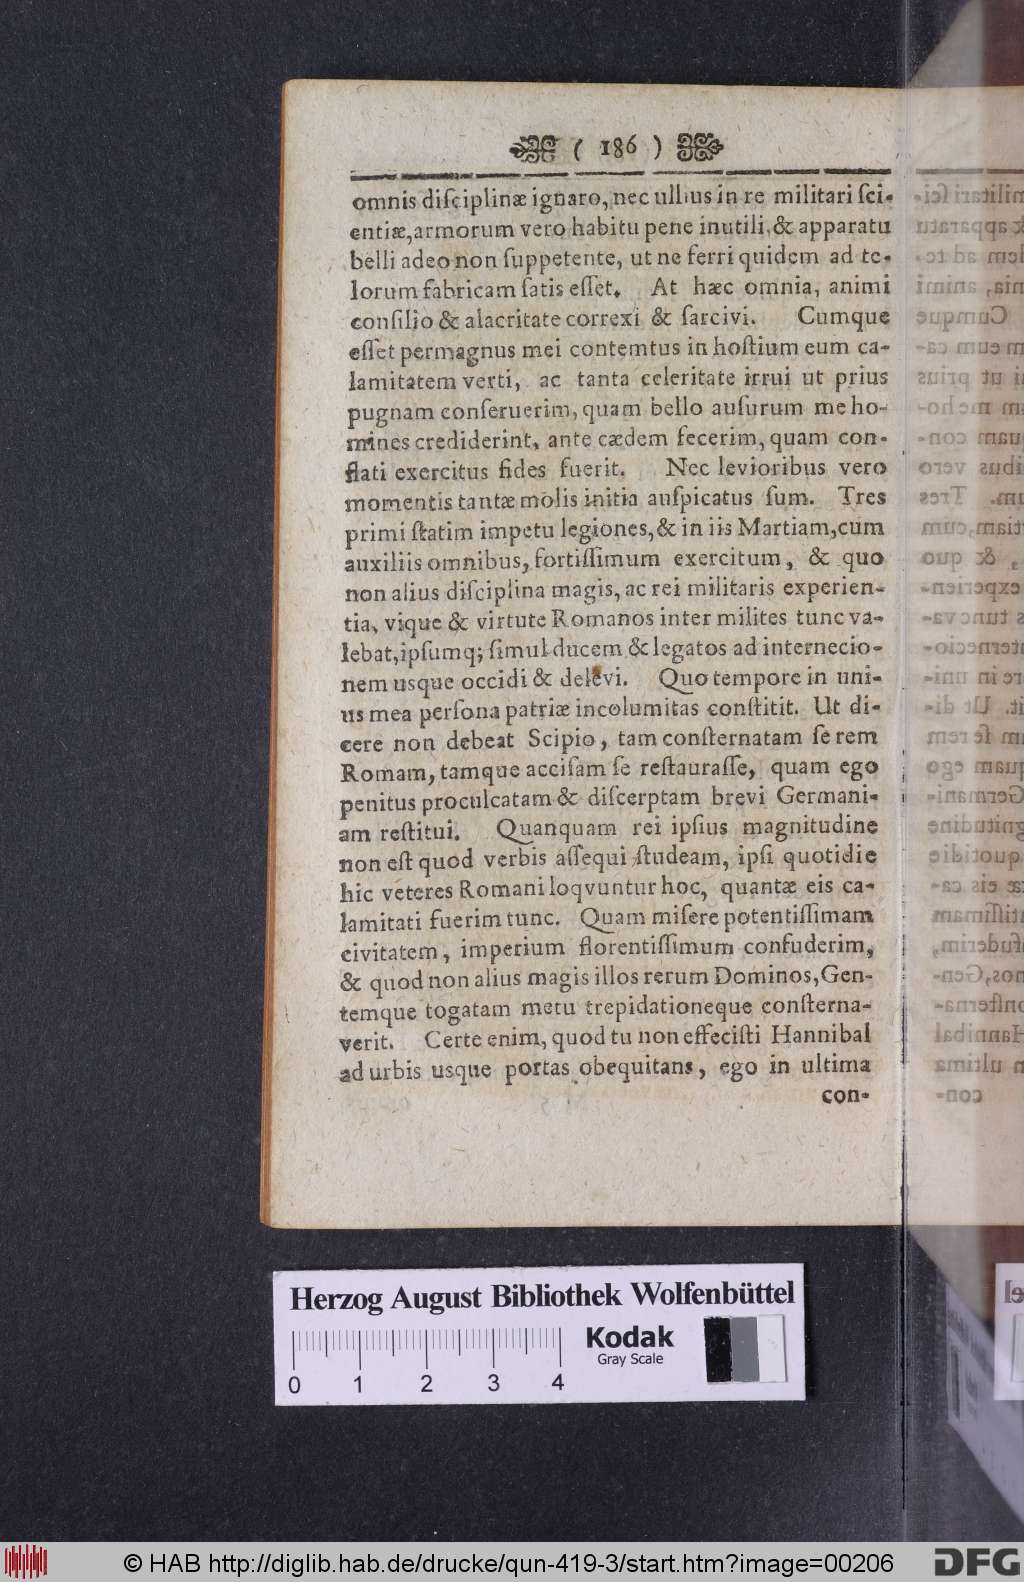 ( 186 )
omnis diſciplinæ ignaro, nec ullius in re militari ſci-
entiæ, armorum vero habitu pene inutili, & apparatu
belli adeo non ſuppetente, ut ne ferri quidem ad te-
lorum fabricam ſatis eſſet. At hæc omnia, animi
conſilio & alacritate correxi & ſarcivi. Cumque
eſſet permagnus mei contemtus in hoſtium eum ca-
lamitatem verti, ac tanta celeritate irrui ut prius
pugnam conſeruerim, quam bello auſurum me ho-
mines crediderint, ante cædem fecerim, quam con-
flati exercitus fides fuerit. Nec levioribus vero
momentis tantæ molis initia auſpicatus ſum. Tres
primi ſtatim impetu legiones, & in iis Martiam, cum
auxiliis omnibus, fortiſſimum exercitum, & quo
non alius diſciplina magis, ac rei militaris experien-
tia, vique & virtute Romanos inter milites tunc va-
lebat, ipſumq; ſimul ducem & legatos ad internecio-
nem usque occidi & delevi. Quo tempore in uni-
us mea perſona patriæ incolumitas conſtitit. Ut di-
cere non debeat Scipio, tam conſternatam ſe rem
Romam, tamque acciſam ſe reſtauraſſe, quam ego
penitus proculcatam & diſcerptam brevi Germani-
am reſtitui. Quanquam rei ipſius magnitudine
non eſt quod verbis aſſequi ſtudeam, ipſi quotidie
hic veteres Romani loqvuntur hoc, quantæ eis ca-
lamitati fuerim tunc. Quam miſere potentiſſimam
civitatem, imperium florentiſſimum confuderim,
& quod non alius magis illos rerum Dominos, Gen-
temque togatam metu trepidationeque conſterna-
verit. Certe enim, quod tu non effeciſti Hannibal
ad urbis usque portas obequitans, ego in ultima
con-
Herzog August Bibliothek Wolfenbüttel
Kodak
Gray Scale
0 1 2 3 4
© HAB http://diglib.hab.de/drucke/qun-419-3/start.htm?image=00206
DFG